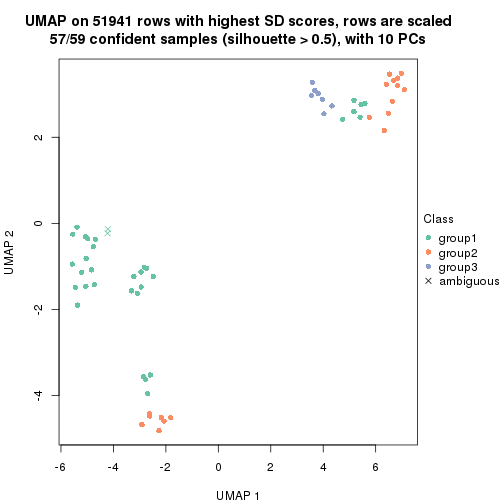 UMAP on 51941 rows with highest SD scores, rows are scaled
57/59 confident samples (silhouette > 0.5), with 10 PCs
2
0
-2
-4
UMAP 2
-6
-4
-2
0
2
4
6
UMAP 1
Class
group1
group2
group3
ambiguous